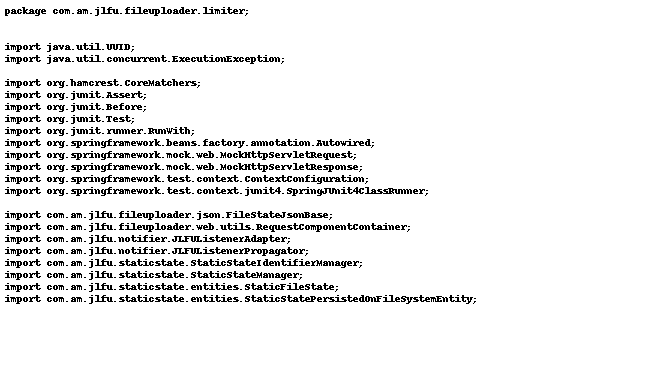 package com.am.jlfu.fileuploader.limiter;
import java.util.UUID;
import java.util.concurrent.ExecutionException;
import org.hamcrest.CoreMatchers;
import org.junit.Assert;
import org.junit.Before;
import org.junit.Test;
import org.junit.runner.RunWith;
import org.springframework.beans.factory.annotation.Autowired;
import org.springframework.mock.web.MockHttpServletRequest;
import org.springframework.mock.web.MockHttpServletResponse;
import org.springframework.test.context.ContextConfiguration;
import org.springframework.test.context.junit4.SpringJUnit4ClassRunner;
import com.am.jlfu.fileuploader.json.FileStateJsonBase;
import com.am.jlfu.fileuploader.web.utils.RequestComponentContainer;
import com.am.jlfu.notifier.JLFUListenerAdapter;
import com.am.jlfu.notifier.JLFUListenerPropagator;
import com.am.jlfu.staticstate.StaticStateIdentifierManager;
import com.am.jlfu.staticstate.StaticStateManager;
import com.am.jlfu.staticstate.entities.StaticFileState;
import com.am.jlfu.staticstate.entities.StaticStatePersistedOnFileSystemEntity;